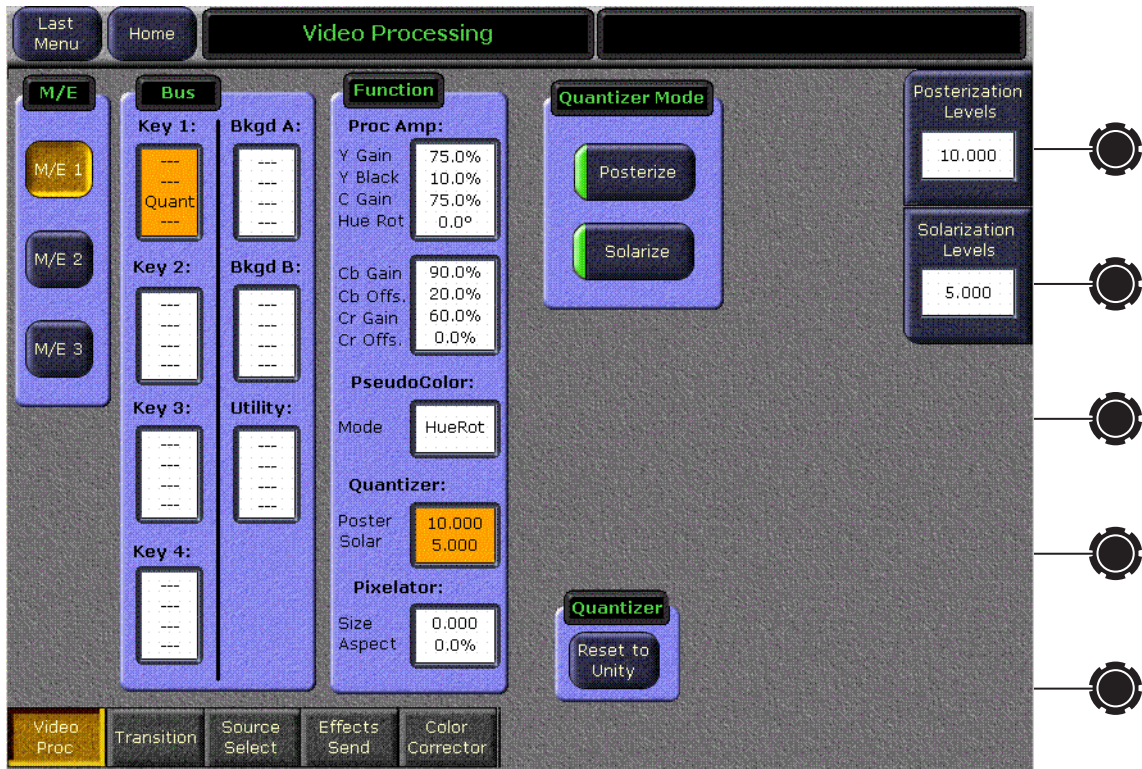 Last
Menu
Home
Video Processing
M/E
M/E 1
M/E 2
M/E 3
Bus
Key 1:
---
---
Quant
---
Bkgd A:
---
---
---
---
Key 2:
---
---
---
---
Bkgd B:
---
---
---
---
Key 3:
---
---
---
---
Utility:
---
---
---
---
Key 4:
---
---
---
---
Function
Proc Amp:
Y Gain 75.0%
Y Black 10.0%
C Gain 75.0%
Hue Rot 0.0°
Cb Gain 90.0%
Cb Offs. 20.0%
Cr Gain 60.0%
Cr Offs. 0.0%
PseudoColor:
Mode HueRot
Quantizer:
Poster 10.000
Solar 5.000
Pixelator:
Size 0.000
Aspect 0.0%
Quantizer Mode
Posterize
Solarize
Quantizer
Reset to
Unity
Posterization
Levels
10.000
Solarization
Levels
5.000
Video
Proc
Transition
Source
Select
Effects
Send
Color
Corrector